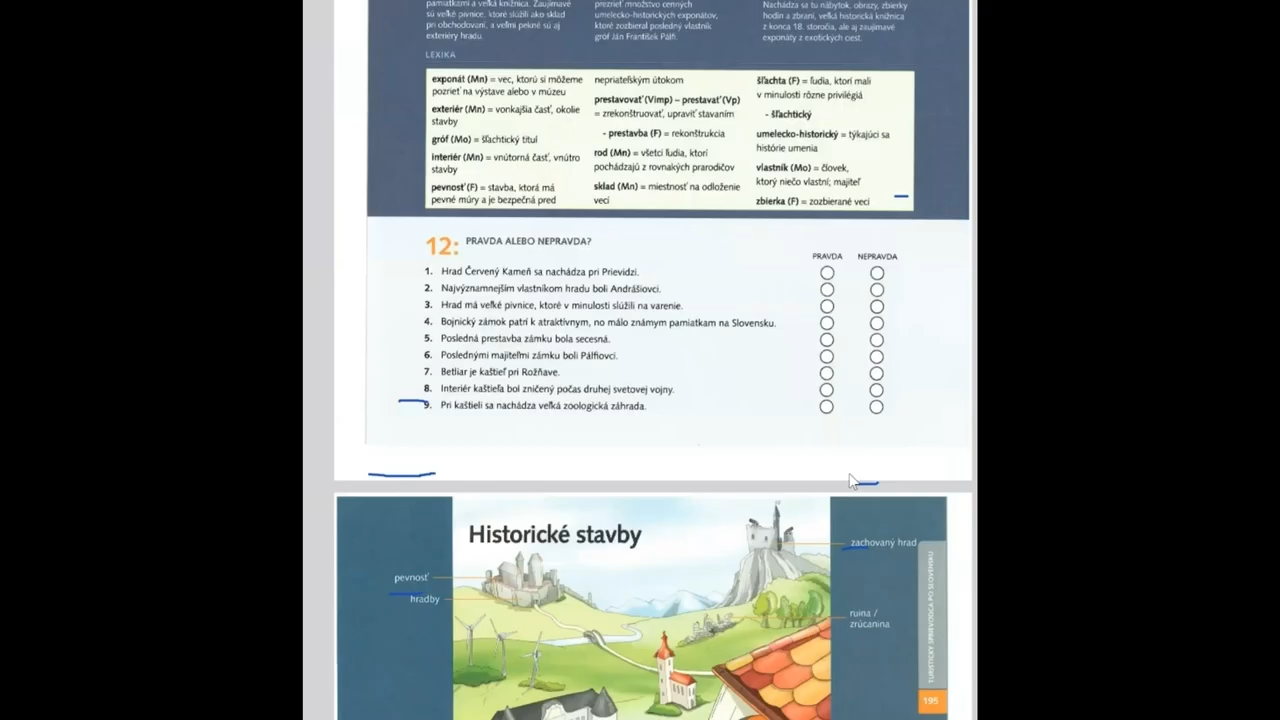 pamiatkami a veľká knižnica. Zaujímavé
sú veľké pivnice, ktoré slúžili ako sklad
pri obchodovaní, a veľmi pekné sú aj
exteriéry hradu.
prezrieť množstvo cenných
umelecko-historických exponátov,
ktoré zozbieral posledný vlastník
gróf Ján František Pálfi.
Nachádza sa tu nábytok, obrazy, zbierky
hodín a zbraní, veľká historická knižnica
z konca 18. storočia, ale aj zaujímavé
exponáty z exotických ciest.
LEXIKA
exponát (Mn) = vec, ktorú si môžeme
pozrieť na výstave alebo v múzeu
exteriér (Mn) = vonkajšia časť, okolie
stavby
gróf (Mo) = šľachtický titul
interiér (Mn) = vnútorná časť, vnútro
stavby
pevnosť (F) = stavba, ktorá má
pevné múry a je bezpečná pred
nepriateľským útokom
prestavovať (Vimp) – prestavať (Vp)
= zrekonštruovať, upraviť stavaním
- prestavba (F) = rekonštrukcia
rod (Mn) = všetci ľudia, ktorí
pochádzajú z rovnakých prarodičov
sklad (Mn) = miestnosť na odloženie
vecí
šľachta (F) = ľudia, ktorí mali
v minulosti rôzne privilégiá
- šľachtický
umelecko-historický = týkajúci sa
histórie umenia
vlastník (Mo) = človek,
ktorý niečo vlastní; majiteľ
zbierka (F) = zozbierané veci
12: PRAVDA ALEBO NEPRAVDA?
PRAVDA NEPRAVDA
1. Hrad Červený Kameň sa nachádza pri Prievidzi.
2. Najvýznamnejším vlastníkom hradu boli Andrášiovci.
3. Hrad má veľké pivnice, ktoré v minulosti slúžili na varenie.
4. Bojnický zámok patrí k atraktívnym, no málo známym pamiatkam na Slovensku.
5. Posledná prestavba zámku bola secesná.
6. Poslednými majiteľmi zámku boli Pálfiovci.
7. Betliar je kaštieľ pri Rožňave.
8. Interiér kaštieľa bol zničený počas druhej svetovej vojny.
9. Pri kaštieli sa nachádza veľká zoologická záhrada.
Historické stavby
zachovaný hrad
pevnosť
hradby
ruina /
zrúcanina
TURISTICKÝ SPRIEVODCA PO SLOVENSKU
195